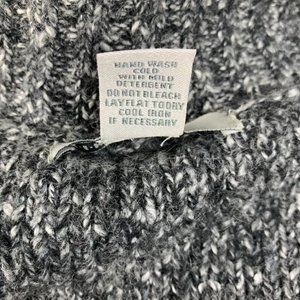 HAND WASH
COLD
WITH MILD
DETERGENT
DO NOT BLEACH
LAY FLAT TO DRY
COOL IRON
IF NECESSARY